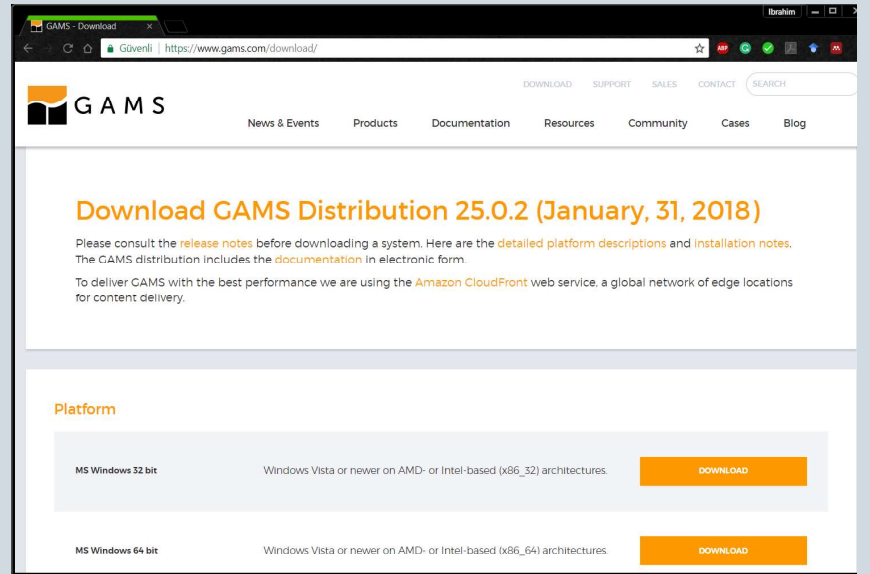 Ibrahim
GAMS - Download
Güvenli https://www.gams.com/download/
ABP
DOWNLOAD SUPPORT SALES CONTACT SEARCH
GAMS
News & Events Products Documentation Resources Community Cases Blog
Download GAMS Distribution 25.0.2 (January, 31, 2018)
Please consult the release notes before downloading a system. Here are the detailed platform descriptions and installation notes.
The GAMS distribution includes the documentation in electronic form.
To deliver GAMS with the best performance we are using the Amazon CloudFront web service, a global network of edge locations
for content delivery.
Platform
MS Windows 32 bit Windows Vista or newer on AMD- or Intel-based (x86_32) architectures. DOWNLOAD
MS Windows 64 bit Windows Vista or newer on AMD- or Intel-based (x86_64) architectures. DOWNLOAD